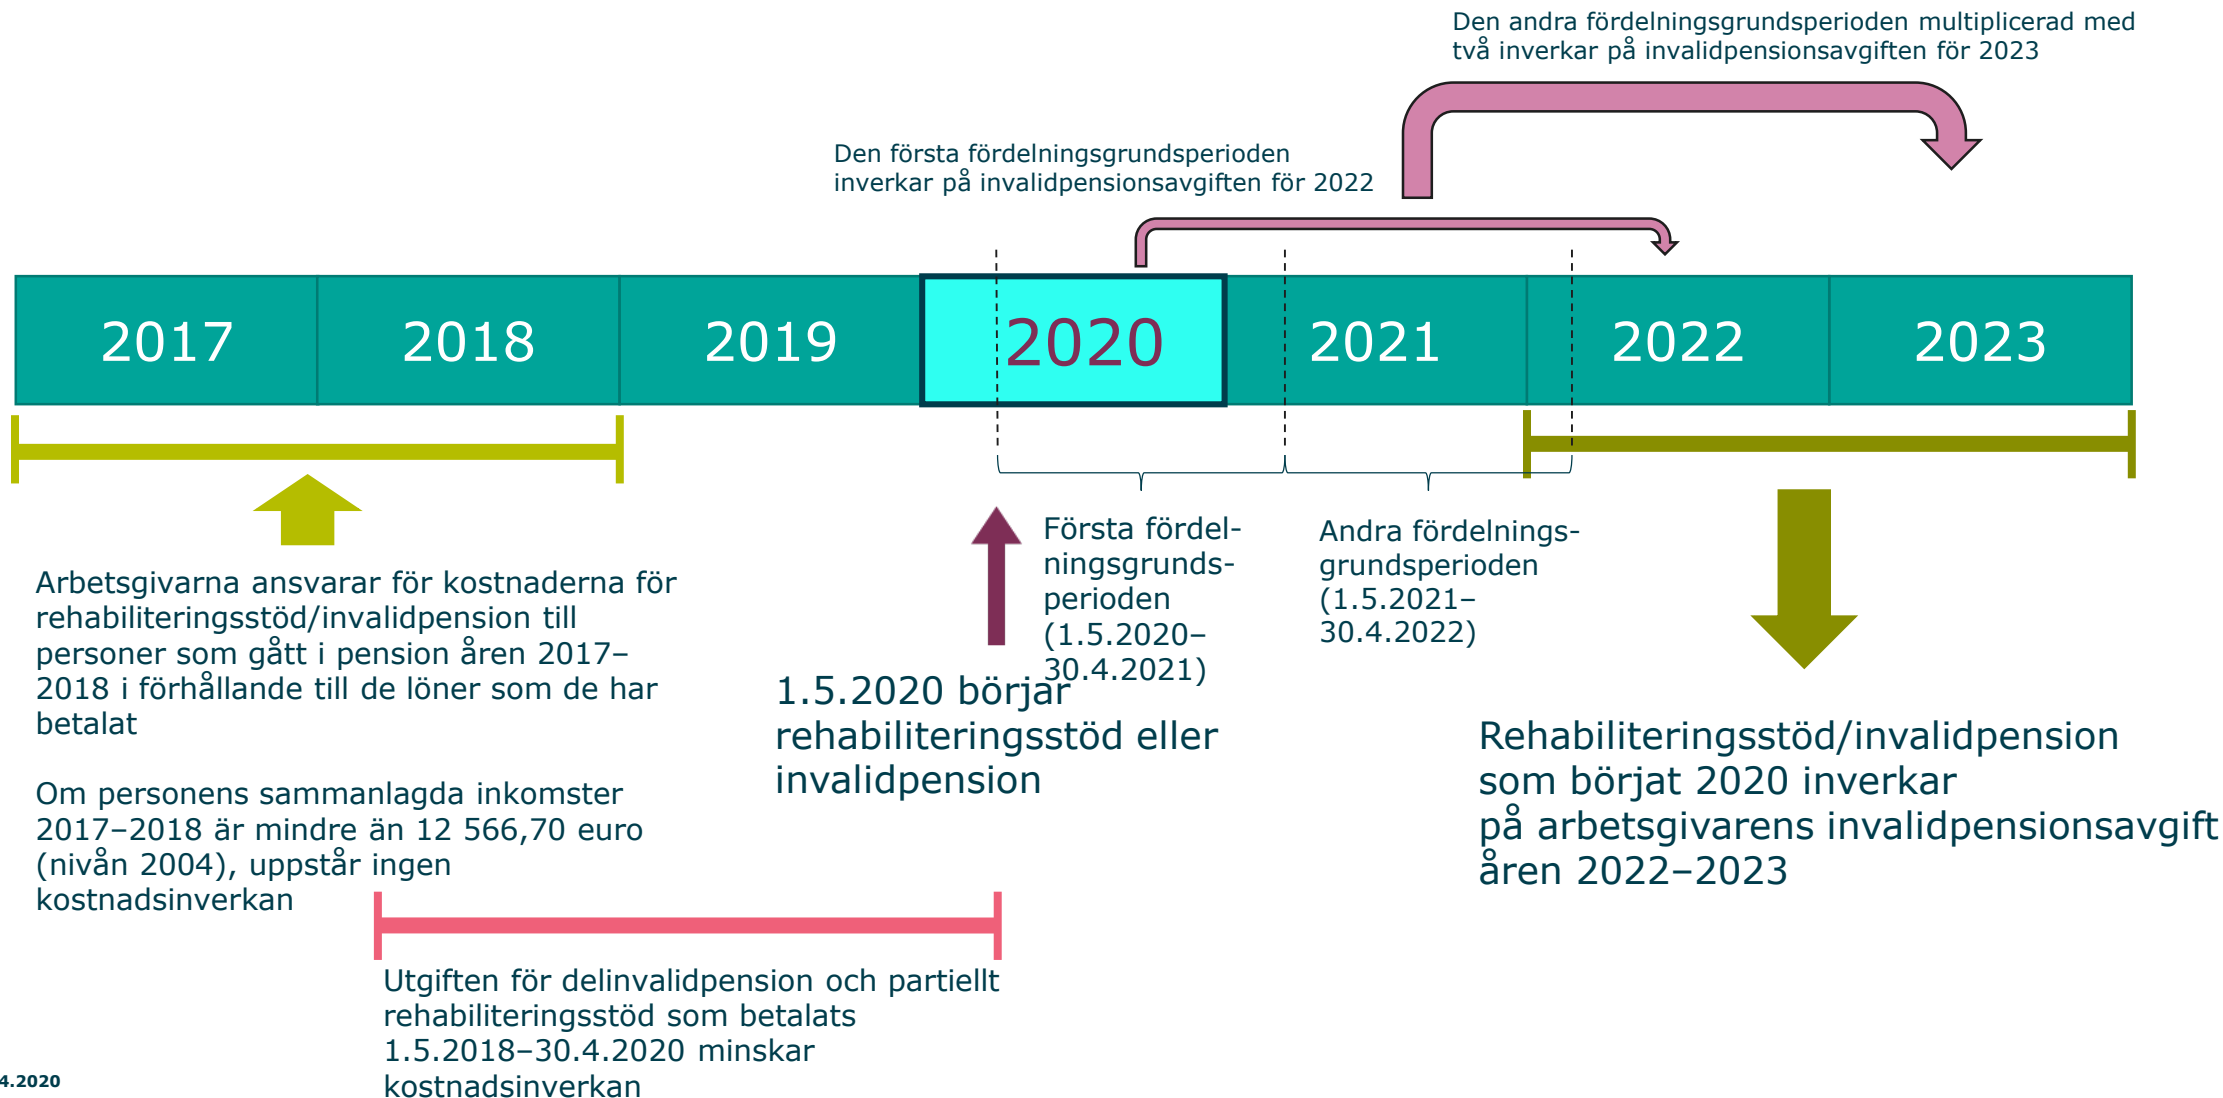 Den andra fördelningsgrundsperioden multiplicerad med
två inverkar på invalidpensionsavgiften för 2023
Den första fördelningsgrundsperioden
inverkar på invalidpensionsavgiften för 2022
2017
2018
2019
2020
2021
2022
2023
Arbetsgivarna ansvarar för kostnaderna för
rehabiliteringsstöd/invalidpension till
personer som gått i pension åren 2017–
2018 i förhållande till de löner som de har
betalat
Om personens sammanlagda inkomster
2017–2018 är mindre än 12 566,70 euro
(nivån 2004), uppstår ingen
kostnadsinverkan
1.5.2020 börjar
rehabiliteringsstöd eller
invalidpension
Första fördel-
ningsgrunds-
perioden
(1.5.2020–
30.4.2021)
Andra fördelnings-
grundsperioden
(1.5.2021–
30.4.2022)
Rehabiliteringsstöd/invalidpension
som börjat 2020 inverkar
på arbetsgivarens invalidpensionsavgift
åren 2022–2023
Utgiften för delinvalidpension och partiellt
rehabiliteringsstöd som betalats
1.5.2018–30.4.2020 minskar
kostnadsinverkan
4.2020